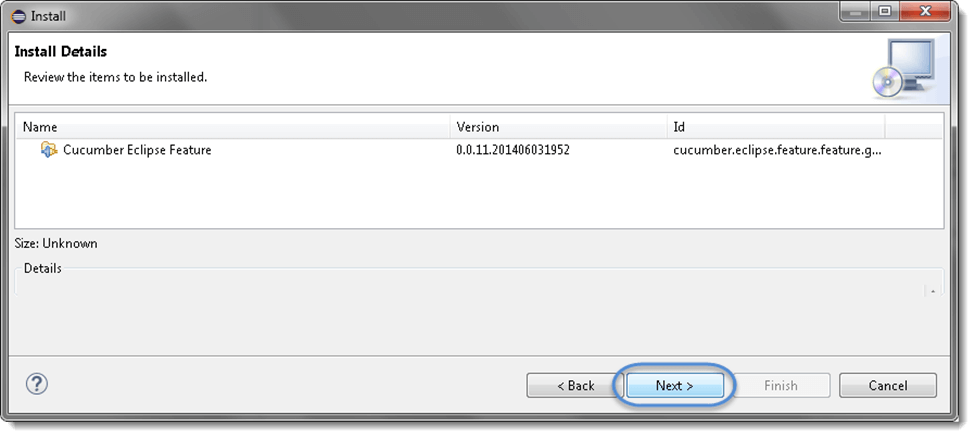 Install
Install Details
Review the items to be installed.
Name Version Id
Cucumber Eclipse Feature 0.0.11.201406031952 cucumber.eclipse.feature.feature.g...
Size: Unknown
Details
? < Back Next > Finish Cancel